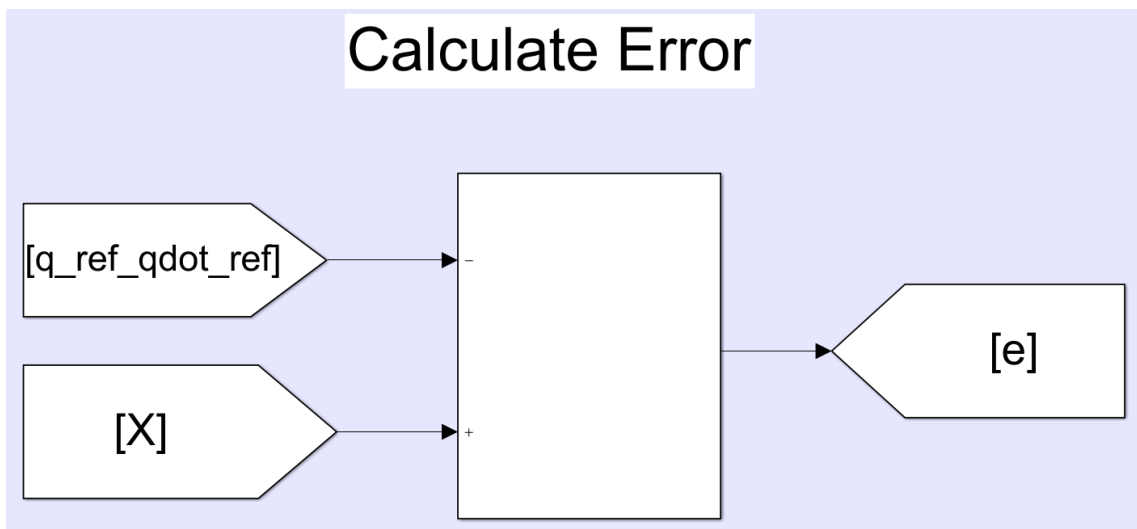 Calculate Error
[q_ref_qdot_ref]
−
[X]
+
[e]